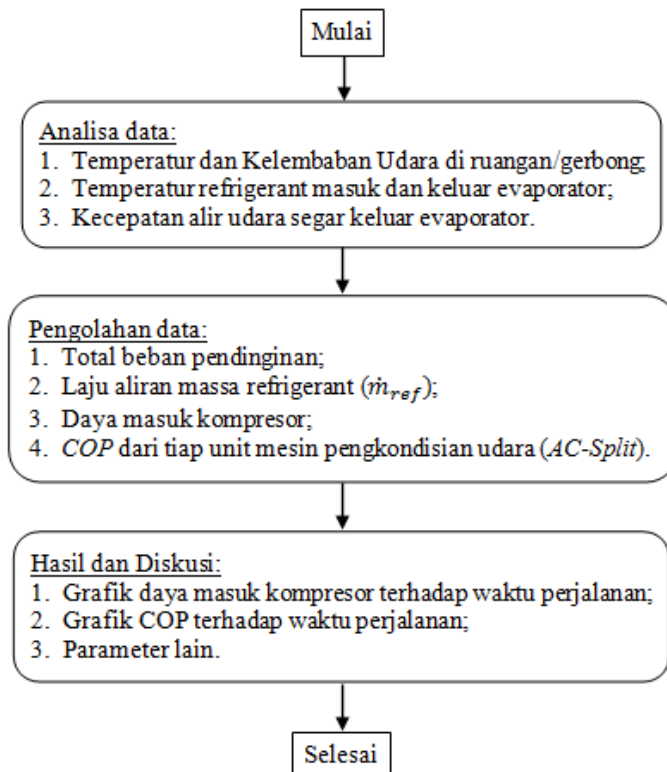 Mulai
Analisa data:
1. Temperatur dan Kelembaban Udara di ruangan/gerbong;
2. Temperatur refrigerant masuk dan keluar evaporator;
3. Kecepatan alir udara segar keluar evaporator.
Pengolahan data:
1. Total beban pendinginan;
2. Laju aliran massa refrigerant (ṁ_ref);
3. Daya masuk kompresor;
4. COP dari tiap unit mesin pengkondisian udara (AC-Split).
Hasil dan Diskusi:
1. Grafik daya masuk kompresor terhadap waktu perjalanan;
2. Grafik COP terhadap waktu perjalanan;
3. Parameter lain.
Selesai